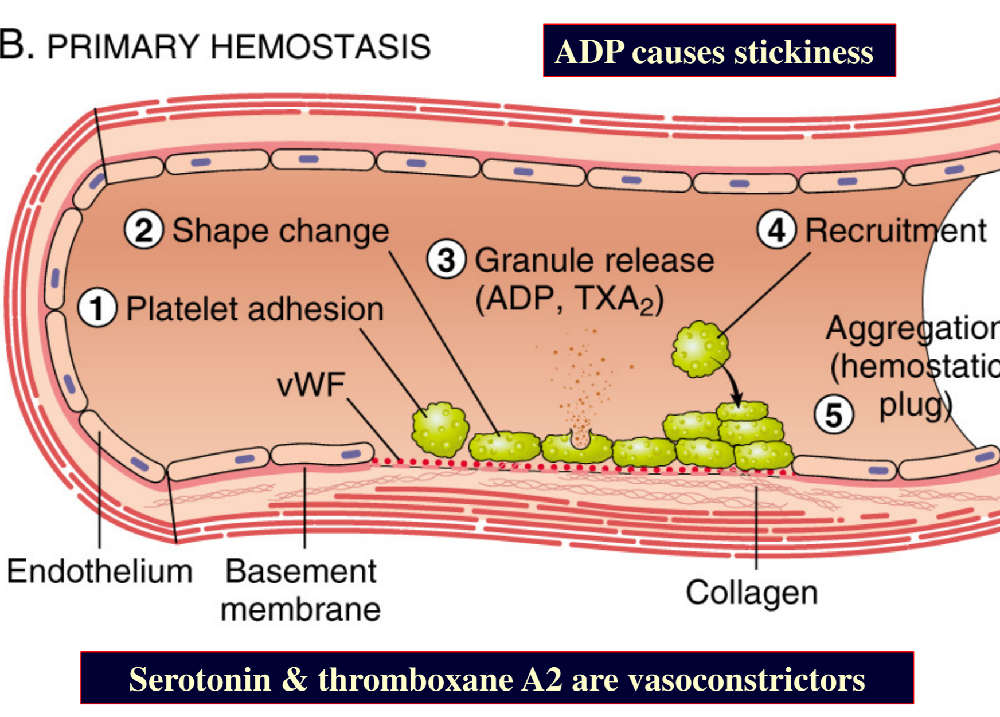 B. PRIMARY HEMOSTASIS
ADP causes stickiness
2 Shape change
3 Granule release
(ADP, TXA₂)
4 Recruitment
1 Platelet adhesion
vWF
Aggregation
(hemostatic
plug)
5
Endothelium
Basement
membrane
Collagen
Serotonin & thromboxane A2 are vasoconstrictors